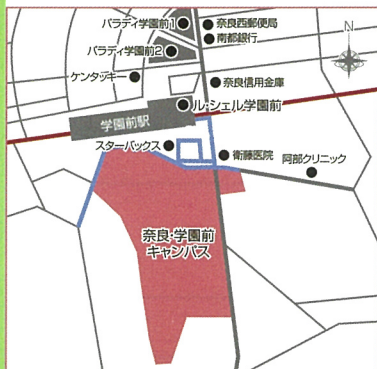 パラディ学園前1
奈良西郵便局
南都銀行
N
パラディ学園前2
ケンタッキー
奈良信用金庫
ル・シェル学園前
学園前駅
スターバックス
衛藤医院
阿部クリニック
奈良・学園前
キャンパス